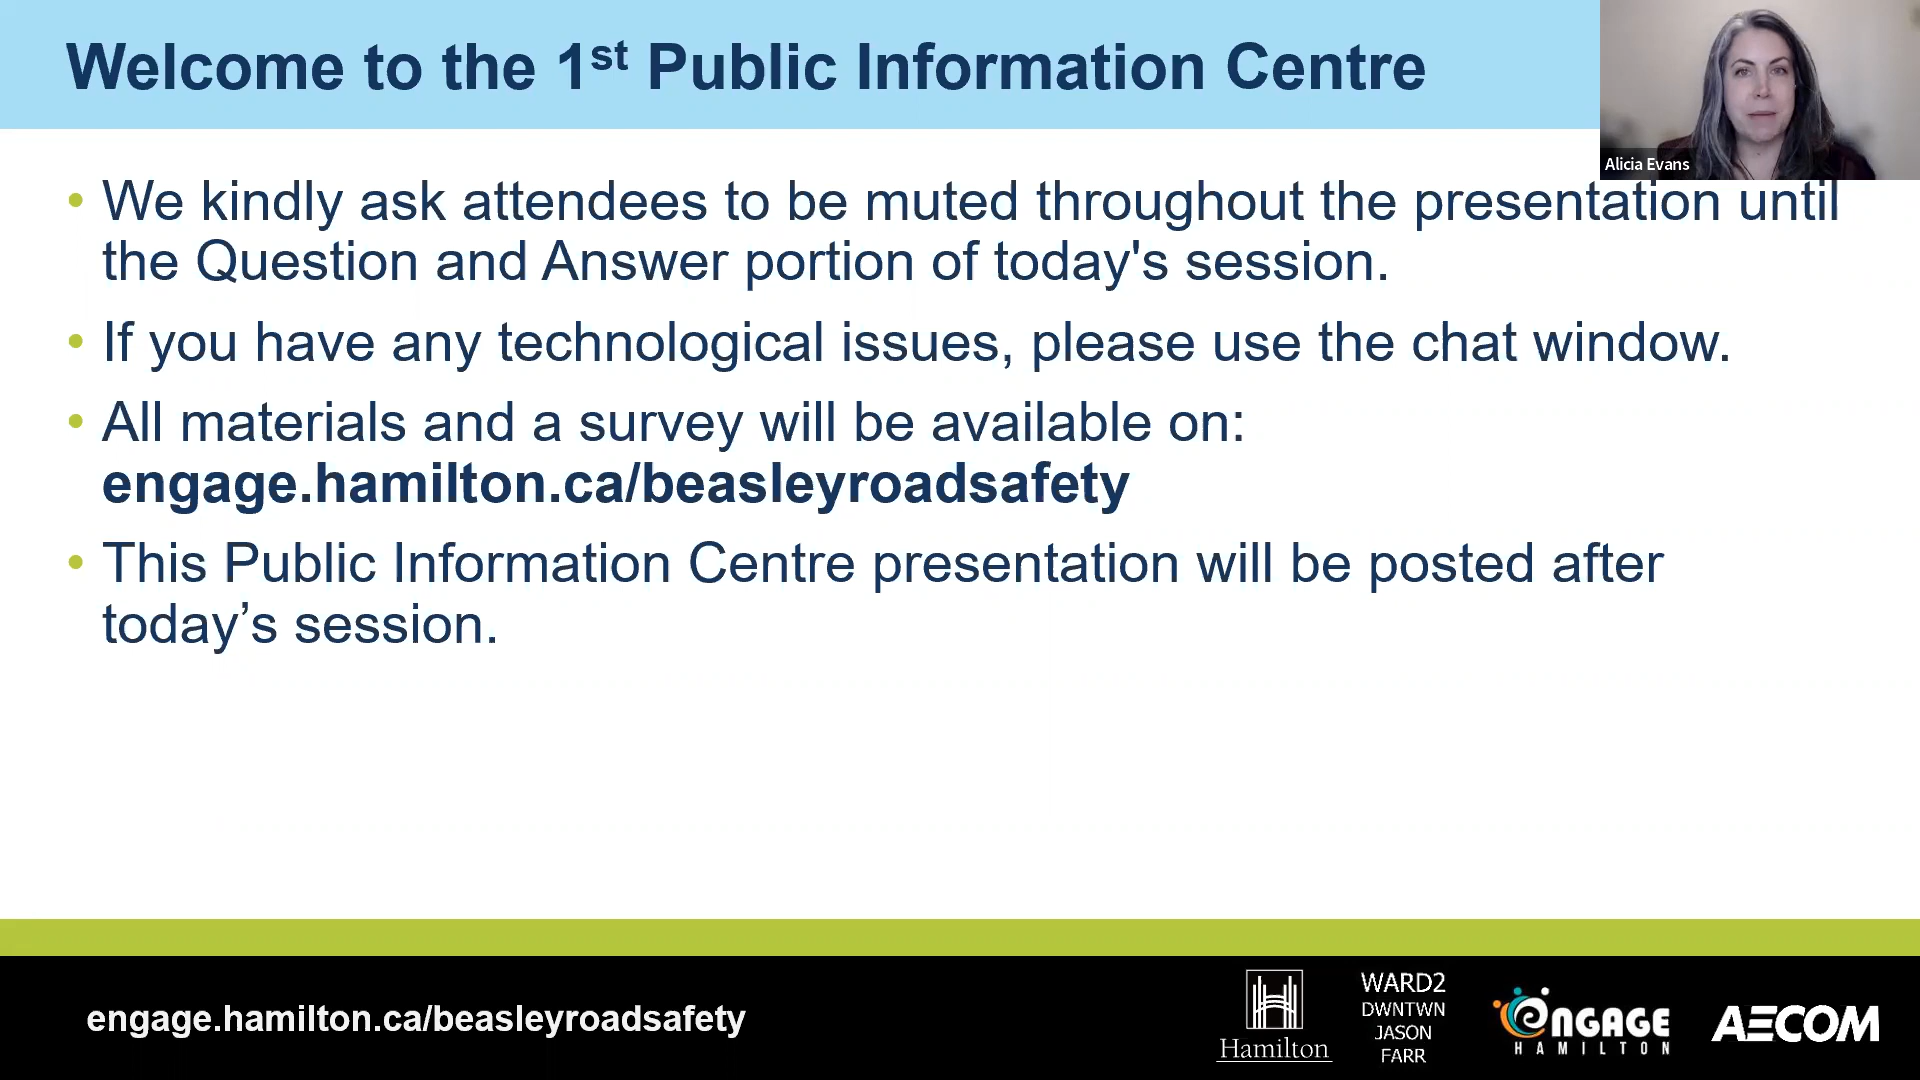 Welcome to the 1st Public Information Centre
Alicia Evans
• We kindly ask attendees to be muted throughout the presentation until
the Question and Answer portion of today's session.
• If you have any technological issues, please use the chat window.
• All materials and a survey will be available on:
engage.hamilton.ca/beasleyroadsafety
• This Public Information Centre presentation will be posted after
today’s session.
engage.hamilton.ca/beasleyroadsafety
Hamilton
WARD2
DWNTWN
JASON
FARR
ENGAGE
HAMILTON
AECOM